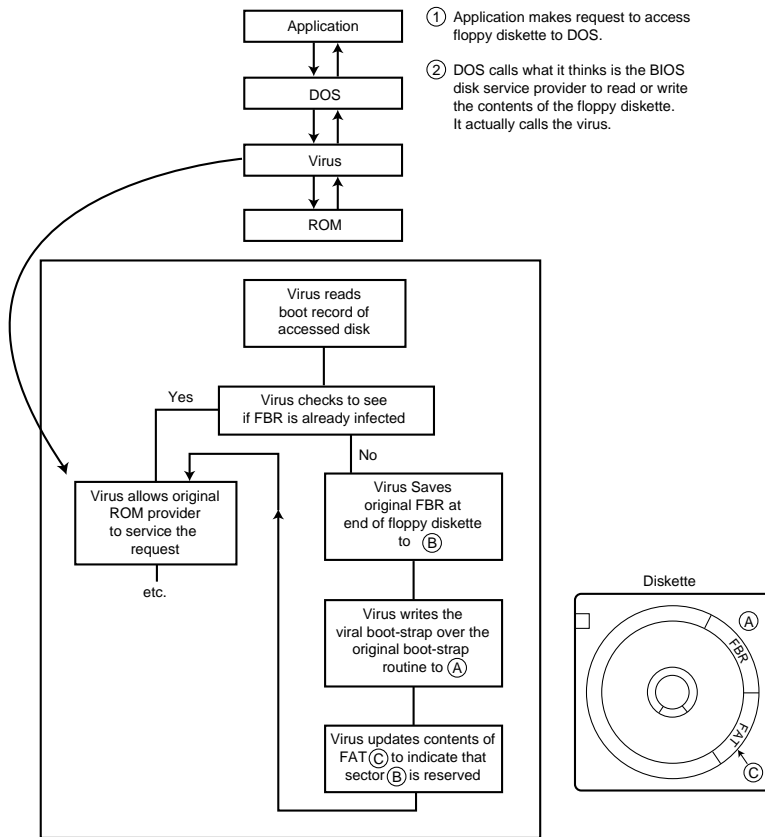 Application
DOS
Virus
ROM
1 Application makes request to access
floppy diskette to DOS.
2 DOS calls what it thinks is the BIOS
disk service provider to read or write
the contents of the floppy diskette.
It actually calls the virus.
Virus reads
boot record of
accessed disk
Virus checks to see
if FBR is already infected
Yes
No
Virus allows original
ROM provider
to service the
request
etc.
Virus Saves
original FBR at
end of floppy diskette
to B
Virus writes the
viral boot-strap over the
original boot-strap
routine to A
Virus updates contents of
FAT C to indicate that
sector B is reserved
Diskette
A
FBR
FAT
C